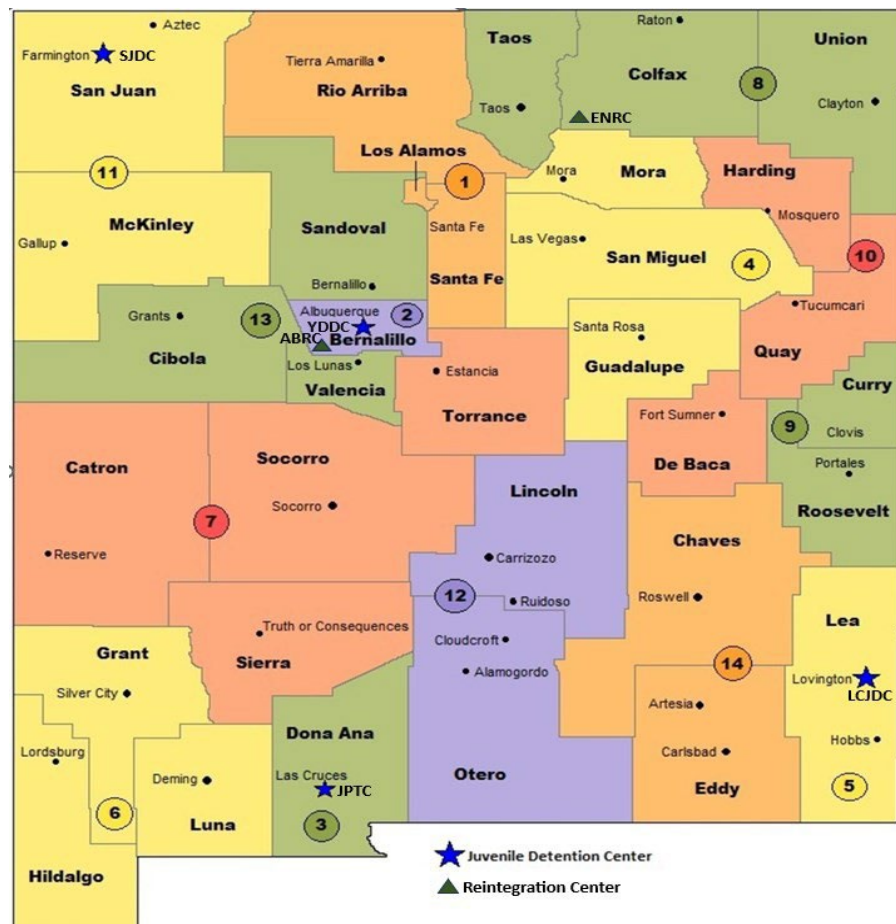 Aztec
Farmington
SJDC
San Juan
Tierra Amarilla
Rio Arriba
Taos
Taos
Raton
Colfax
Union
8
Clayton
ENRC
Los Alamos
11
1
Mora
Mora
Harding
Mosquero
McKinley
Gallup
Sandoval
Bernalillo
Santa Fe
Santa Fe
Las Vegas
San Miguel
4
10
Tucumcari
Quay
Grants
13
Cibola
Albuquerque
2
YDDC
ABRC
Bernalillo
Los Lunas
Valencia
Estancia
Torrance
Santa Rosa
Guadalupe
Curry
9
Clovis
Fort Sumner
De Baca
Portales
Roosevelt
Catron
Socorro
Socorro
7
Reserve
Lincoln
Carrizozo
12
Ruidoso
Chaves
Roswell
Truth or Consequences
Sierra
Cloudcroft
Alamogordo
Otero
14
Lea
Lovington
LCJDC
Hobbs
5
Artesia
Carlsbad
Eddy
Grant
Silver City
Lordsburg
6
Hildalgo
Deming
Luna
Dona Ana
Las Cruces
JPTC
3
Juvenile Detention Center
Reintegration Center